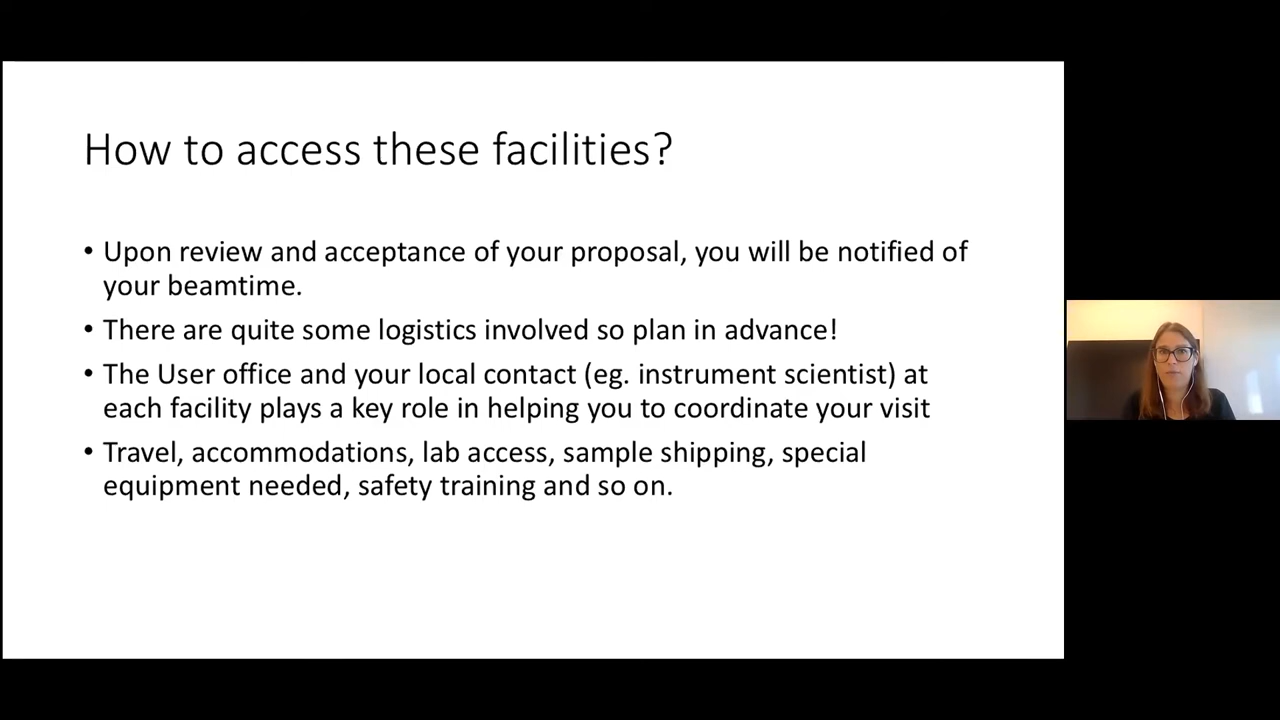 How to access these facilities?
• Upon review and acceptance of your proposal, you will be notified of
your beamtime.
• There are quite some logistics involved so plan in advance!
• The User office and your local contact (eg. instrument scientist) at
each facility plays a key role in helping you to coordinate your visit
• Travel, accommodations, lab access, sample shipping, special
equipment needed, safety training and so on.